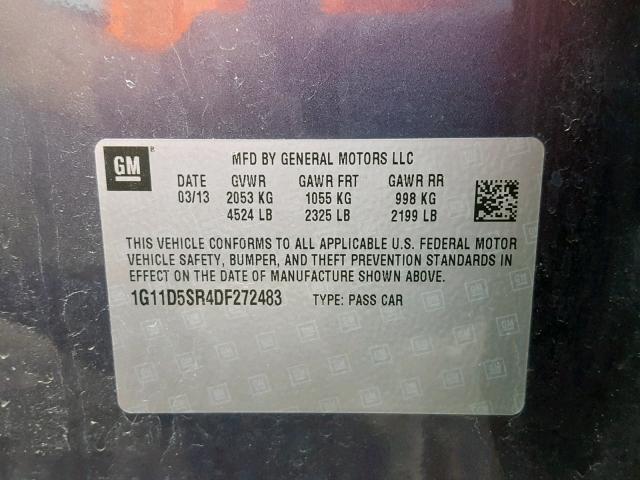 GM ®
MFD BY GENERAL MOTORS LLC
DATE GVWR GAWR FRT GAWR RR
03/13 2053 KG 1055 KG 998 KG
4524 LB 2325 LB 2199 LB
THIS VEHICLE CONFORMS TO ALL APPLICABLE U.S. FEDERAL MOTOR
VEHICLE SAFETY, BUMPER, AND THEFT PREVENTION STANDARDS IN
EFFECT ON THE DATE OF MANUFACTURE SHOWN ABOVE.
1G11D5SR4DF272483 TYPE: PASS CAR